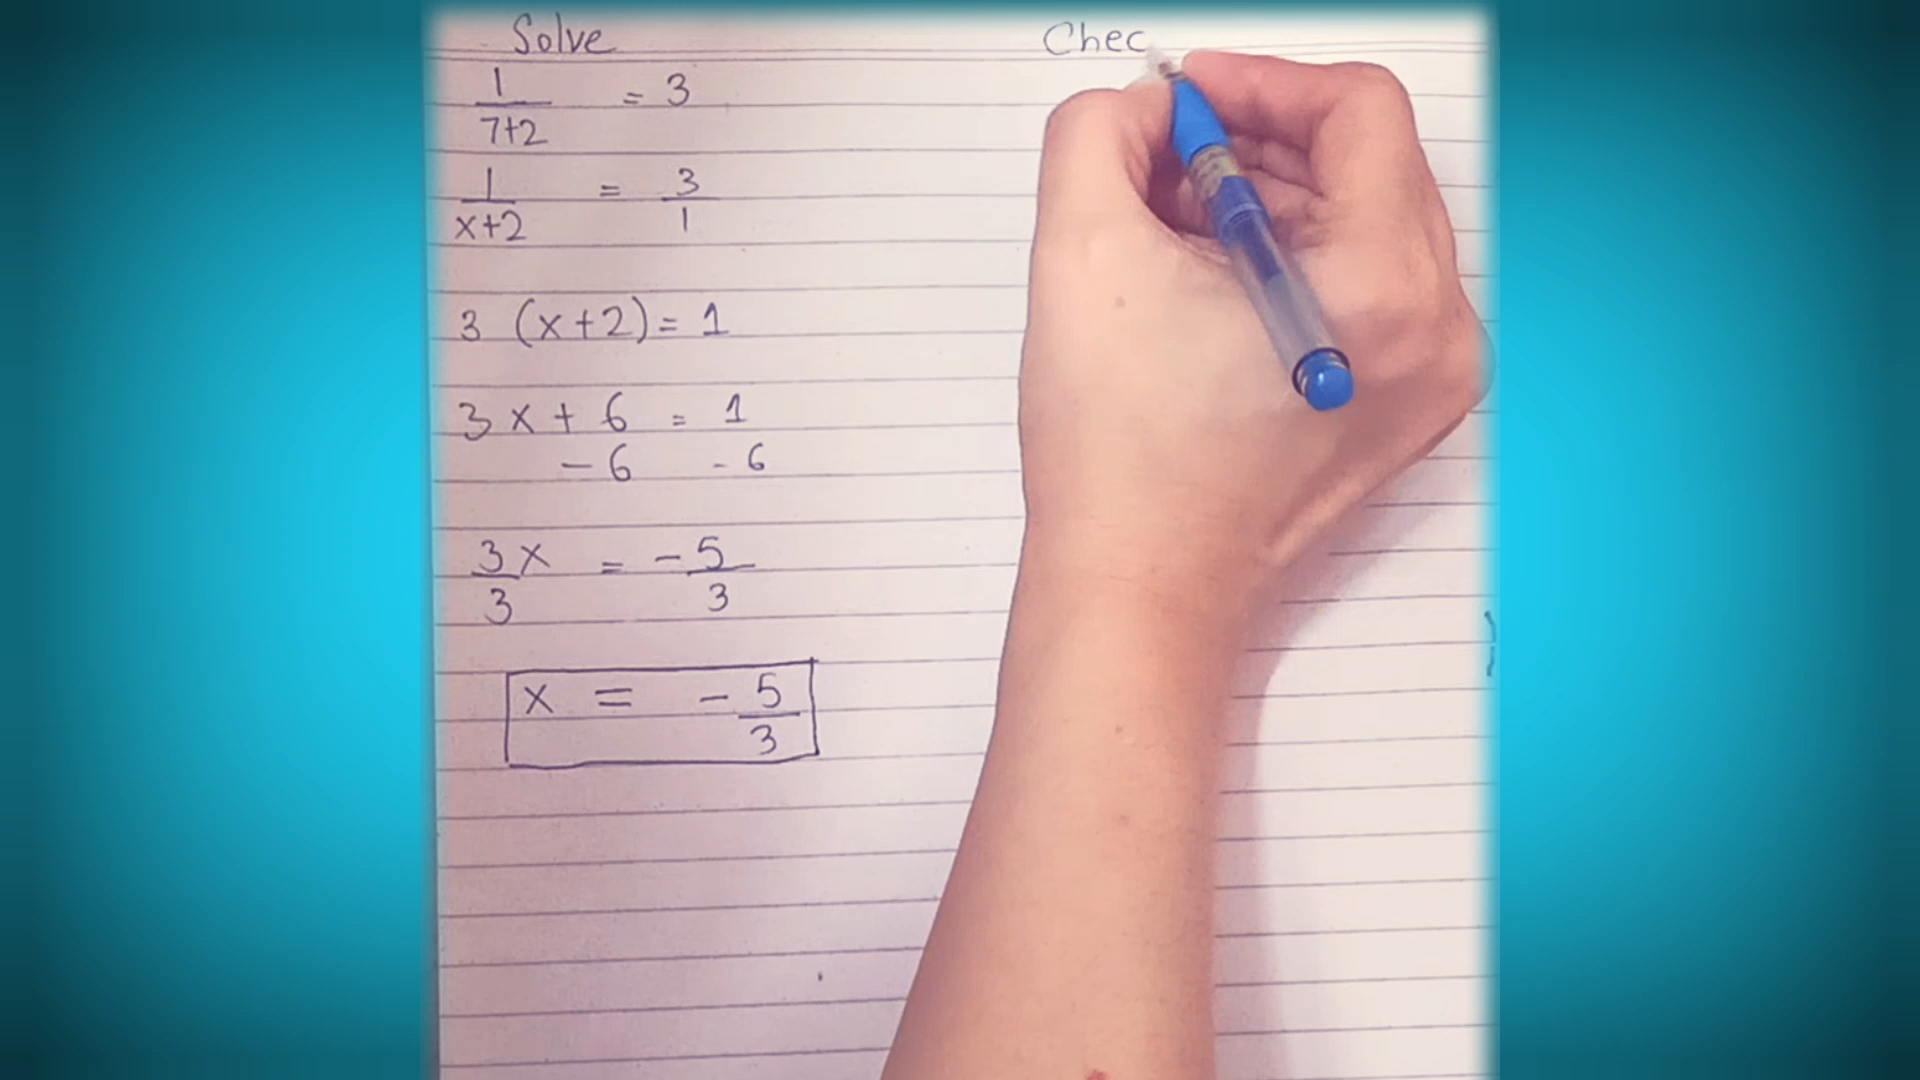 Solve
1
7+2 = 3
1/x+2 = 3/1
3 (x+2) = 1
3x + 6 = 1
- 6 - 6
3x/3 = -5/3
x = -5/3
Chec